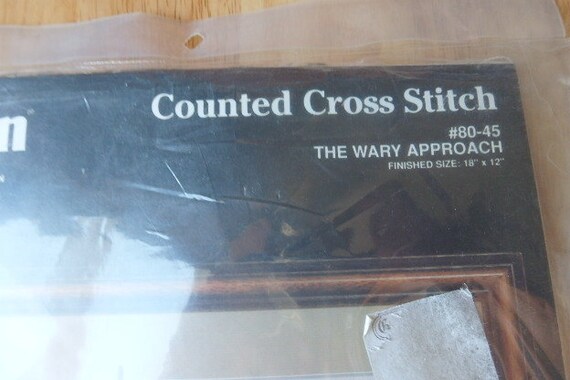 Counted Cross Stitch
#80-45
THE WARY APPROACH
FINISHED SIZE: 18" x 12"
n